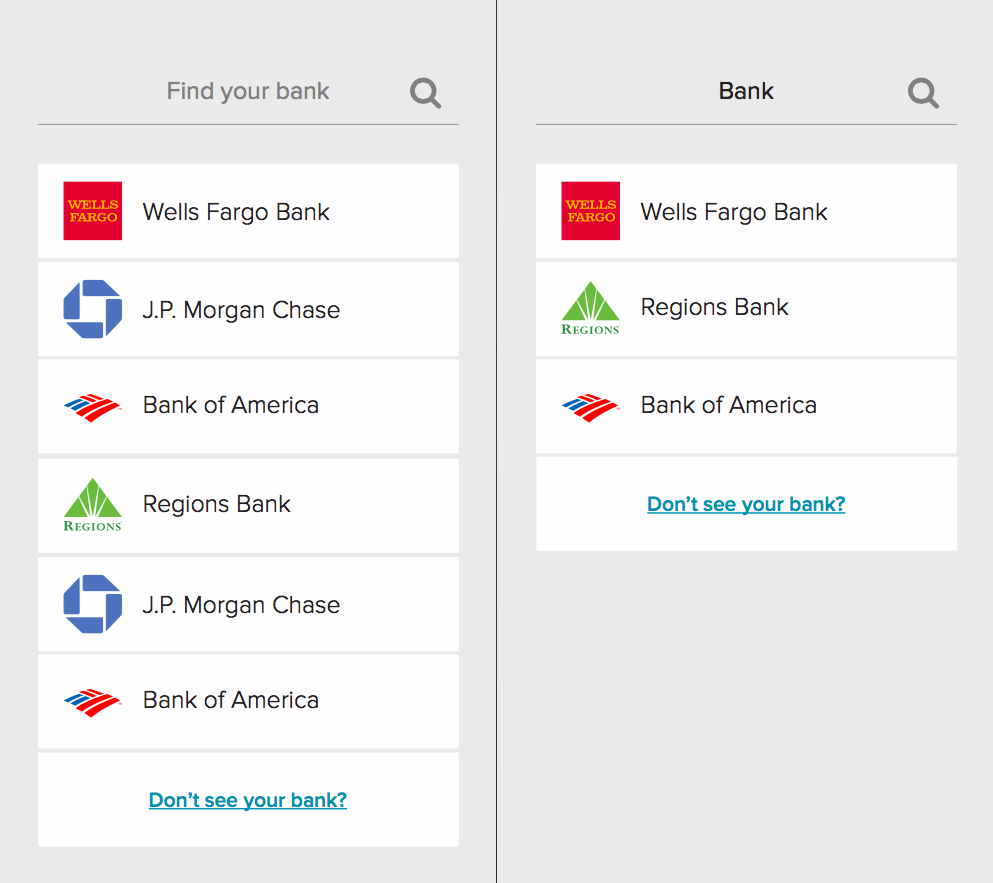 Find your bank
WELLS
FARGO
Wells Fargo Bank
J.P. Morgan Chase
Bank of America
Regions Bank
REGIONS
J.P. Morgan Chase
Bank of America
Don’t see your bank?
Bank
WELLS
FARGO
Wells Fargo Bank
Regions Bank
REGIONS
Bank of America
Don’t see your bank?